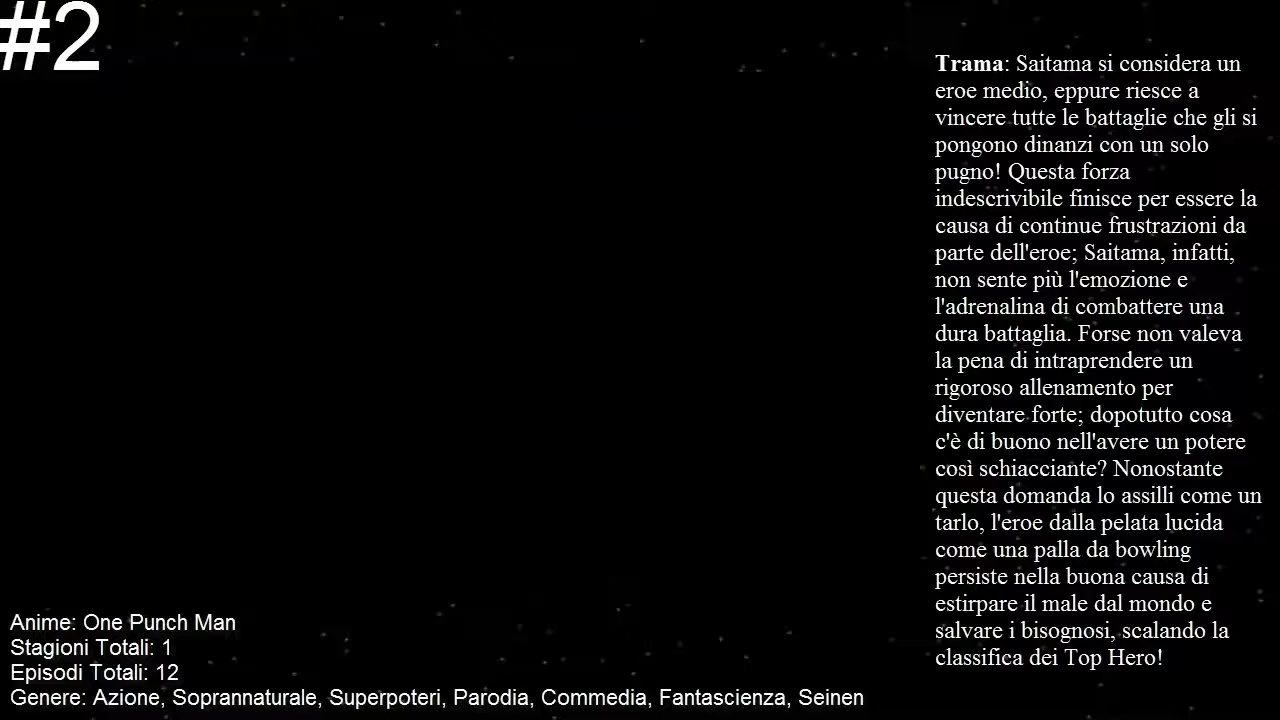 #2
Trama: Saitama si considera un
eroe medio, eppure riesce a
vincere tutte le battaglie che gli si
pongono dinanzi con un solo
pugno! Questa forza
indescrivibile finisce per essere la
causa di continue frustrazioni da
parte dell'eroe; Saitama, infatti,
non sente più l'emozione e
l'adrenalina di combattere una
dura battaglia. Forse non valeva
la pena di intraprendere un
rigoroso allenamento per
diventare forte; dopotutto cosa
c'è di buono nell'avere un potere
così schiacciante? Nonostante
questa domanda lo assilli come un
tarlo, l'eroe dalla pelata lucida
come una palla da bowling
persiste nella buona causa di
estirpare il male dal mondo e
salvare i bisognosi, scalando la
classifica dei Top Hero!
Anime: One Punch Man
Stagioni Totali: 1
Episodi Totali: 12
Genere: Azione, Soprannaturale, Superpoteri, Parodia, Commedia, Fantascienza, Seinen